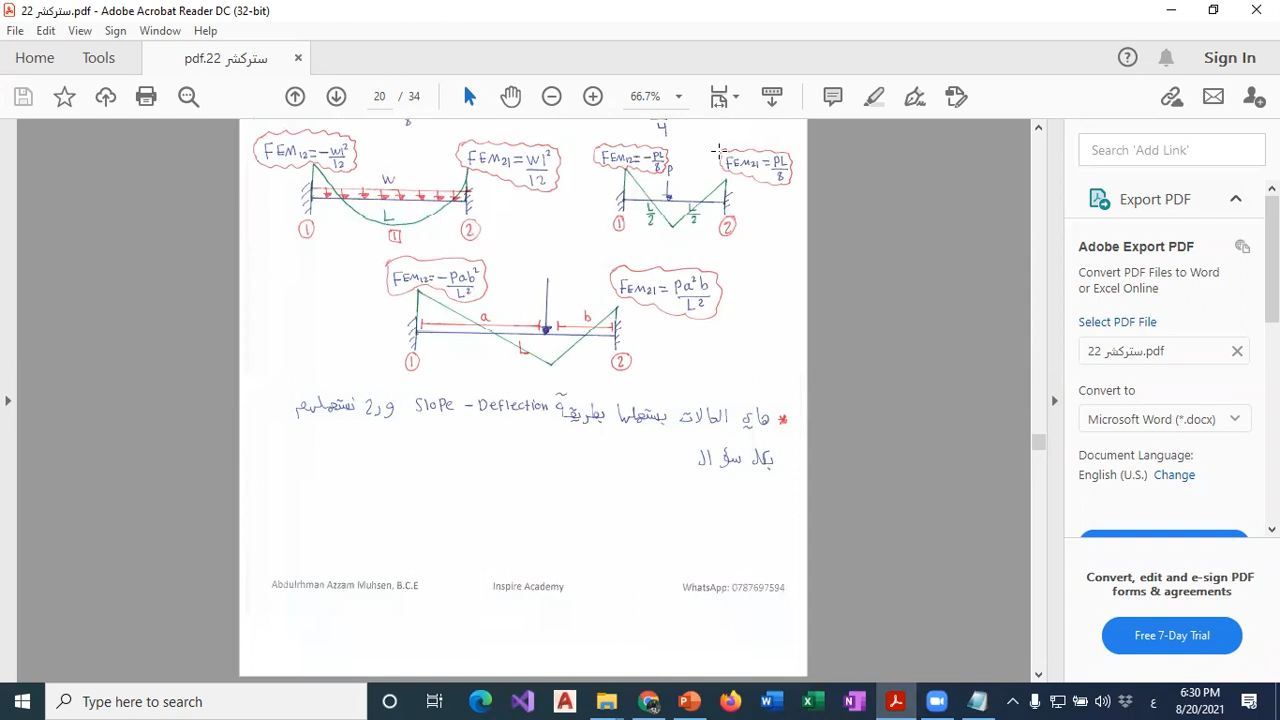 22 ستركشر.pdf - Adobe Acrobat Reader DC (32-bit)
File Edit View Sign Window Help
Home Tools ستركشر 22.pdf × Sign In
20 / 34 66.7%
8
4
FEM12 = -wl²/12
FEM21 = wl²/12
FEM12 = -PL/8
FEM21 = PL/8
W
P
L
L/2 L/2
1 1 2
1 2
FEM12 = -Pab²/L²
FEM21 = Pa²b/L²
a b
L
1 2
* هاي الحالات بستعملها بطريقة Slope - Deflection ورح نستعملهم
بكل سؤال
Abdulrhman Azzam Muhsen, B.C.E Inspire Academy WhatsApp: 0787697594
Search 'Add Link'
Export PDF
Adobe Export PDF
Convert PDF Files to Word
or Excel Online
Select PDF File
22 ستركشر.pdf ×
Convert to
Microsoft Word (*.docx)
Document Language:
English (U.S.) Change
Convert, edit and e-sign PDF
forms & agreements
Free 7-Day Trial
Type here to search
ع 6:30 PM
8/20/2021